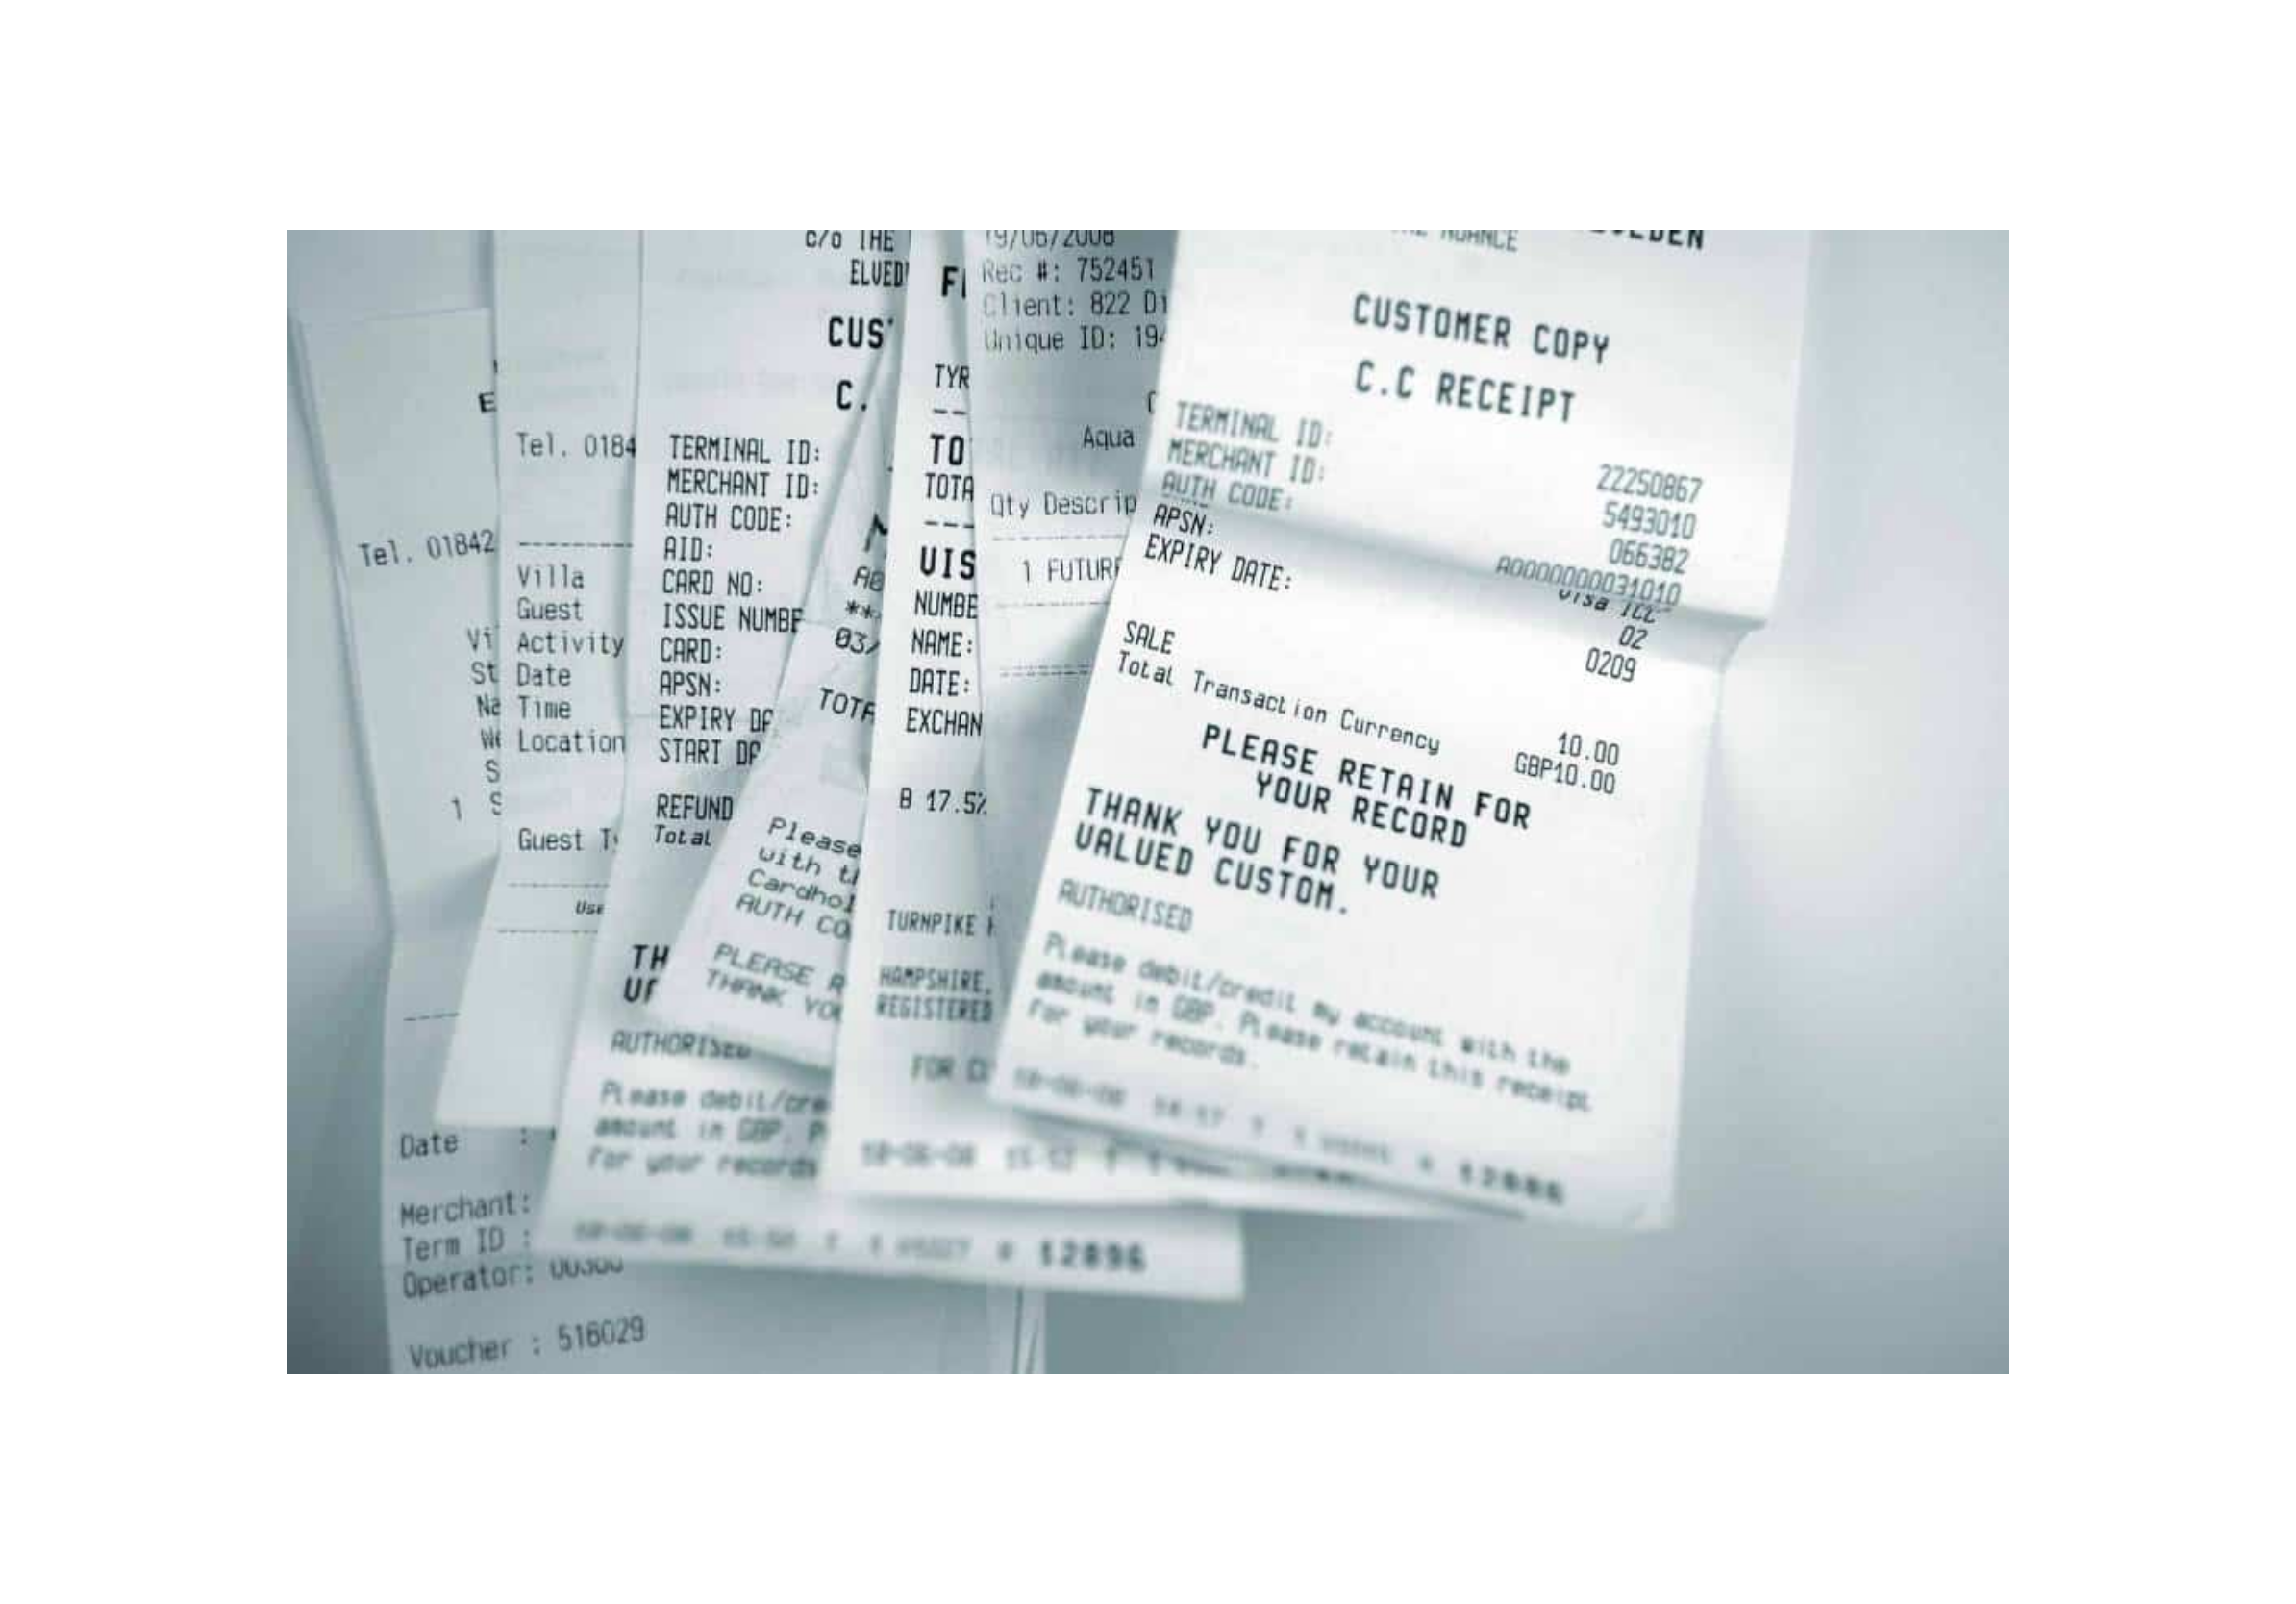 Tel. 01842
1
Date :
Merchant:
Term ID :
Operator: 00300
Voucher : 516029
Tel. 0184
Villa
Guest
Activity
Date
Time
Location
Guest
c/o THE
TERMINAL ID:
MERCHANT ID:
AUTH CODE:
AID:
CARD NO:
ISSUE NUMBE
CARD:
APSN:
EXPIRY DA
START DA
REFUND
Total
TH
AUTHORISED
Please debit/cre
amount in GBP. P
for your records
12896
**
03/
TOTA
Please
with t
Cardhol
AUTH CO
PLEASE R
THANK YOU
TYR
TO
TOTA
VIS
NUMBE
NAME:
DATE:
EXCHAN
B 17.5%
TURNPIKE
HAMPSHIRE,
REGISTERED
FOR
19/06/2008
Rec #: 752451
Client: 822 Di
Unique ID: 194
Aqua
Qty Descrip
1 FUTURE
CUSTOMER COPY
C.C RECEIPT
TERMINAL ID: 22250867
MERCHANT ID: 5493010
AUTH CODE: 066382
A0000000031010
Visa ICC
APSN: 02
EXPIRY DATE: 0209
SALE 10.00
Total Transaction Currency GBP10.00
PLEASE RETAIN FOR
YOUR RECORD
THANK YOU FOR YOUR
VALUED CUSTOM.
AUTHORISED
Please debit/credit my account with the
amount in GBP. Please retain this receipt
for your records.